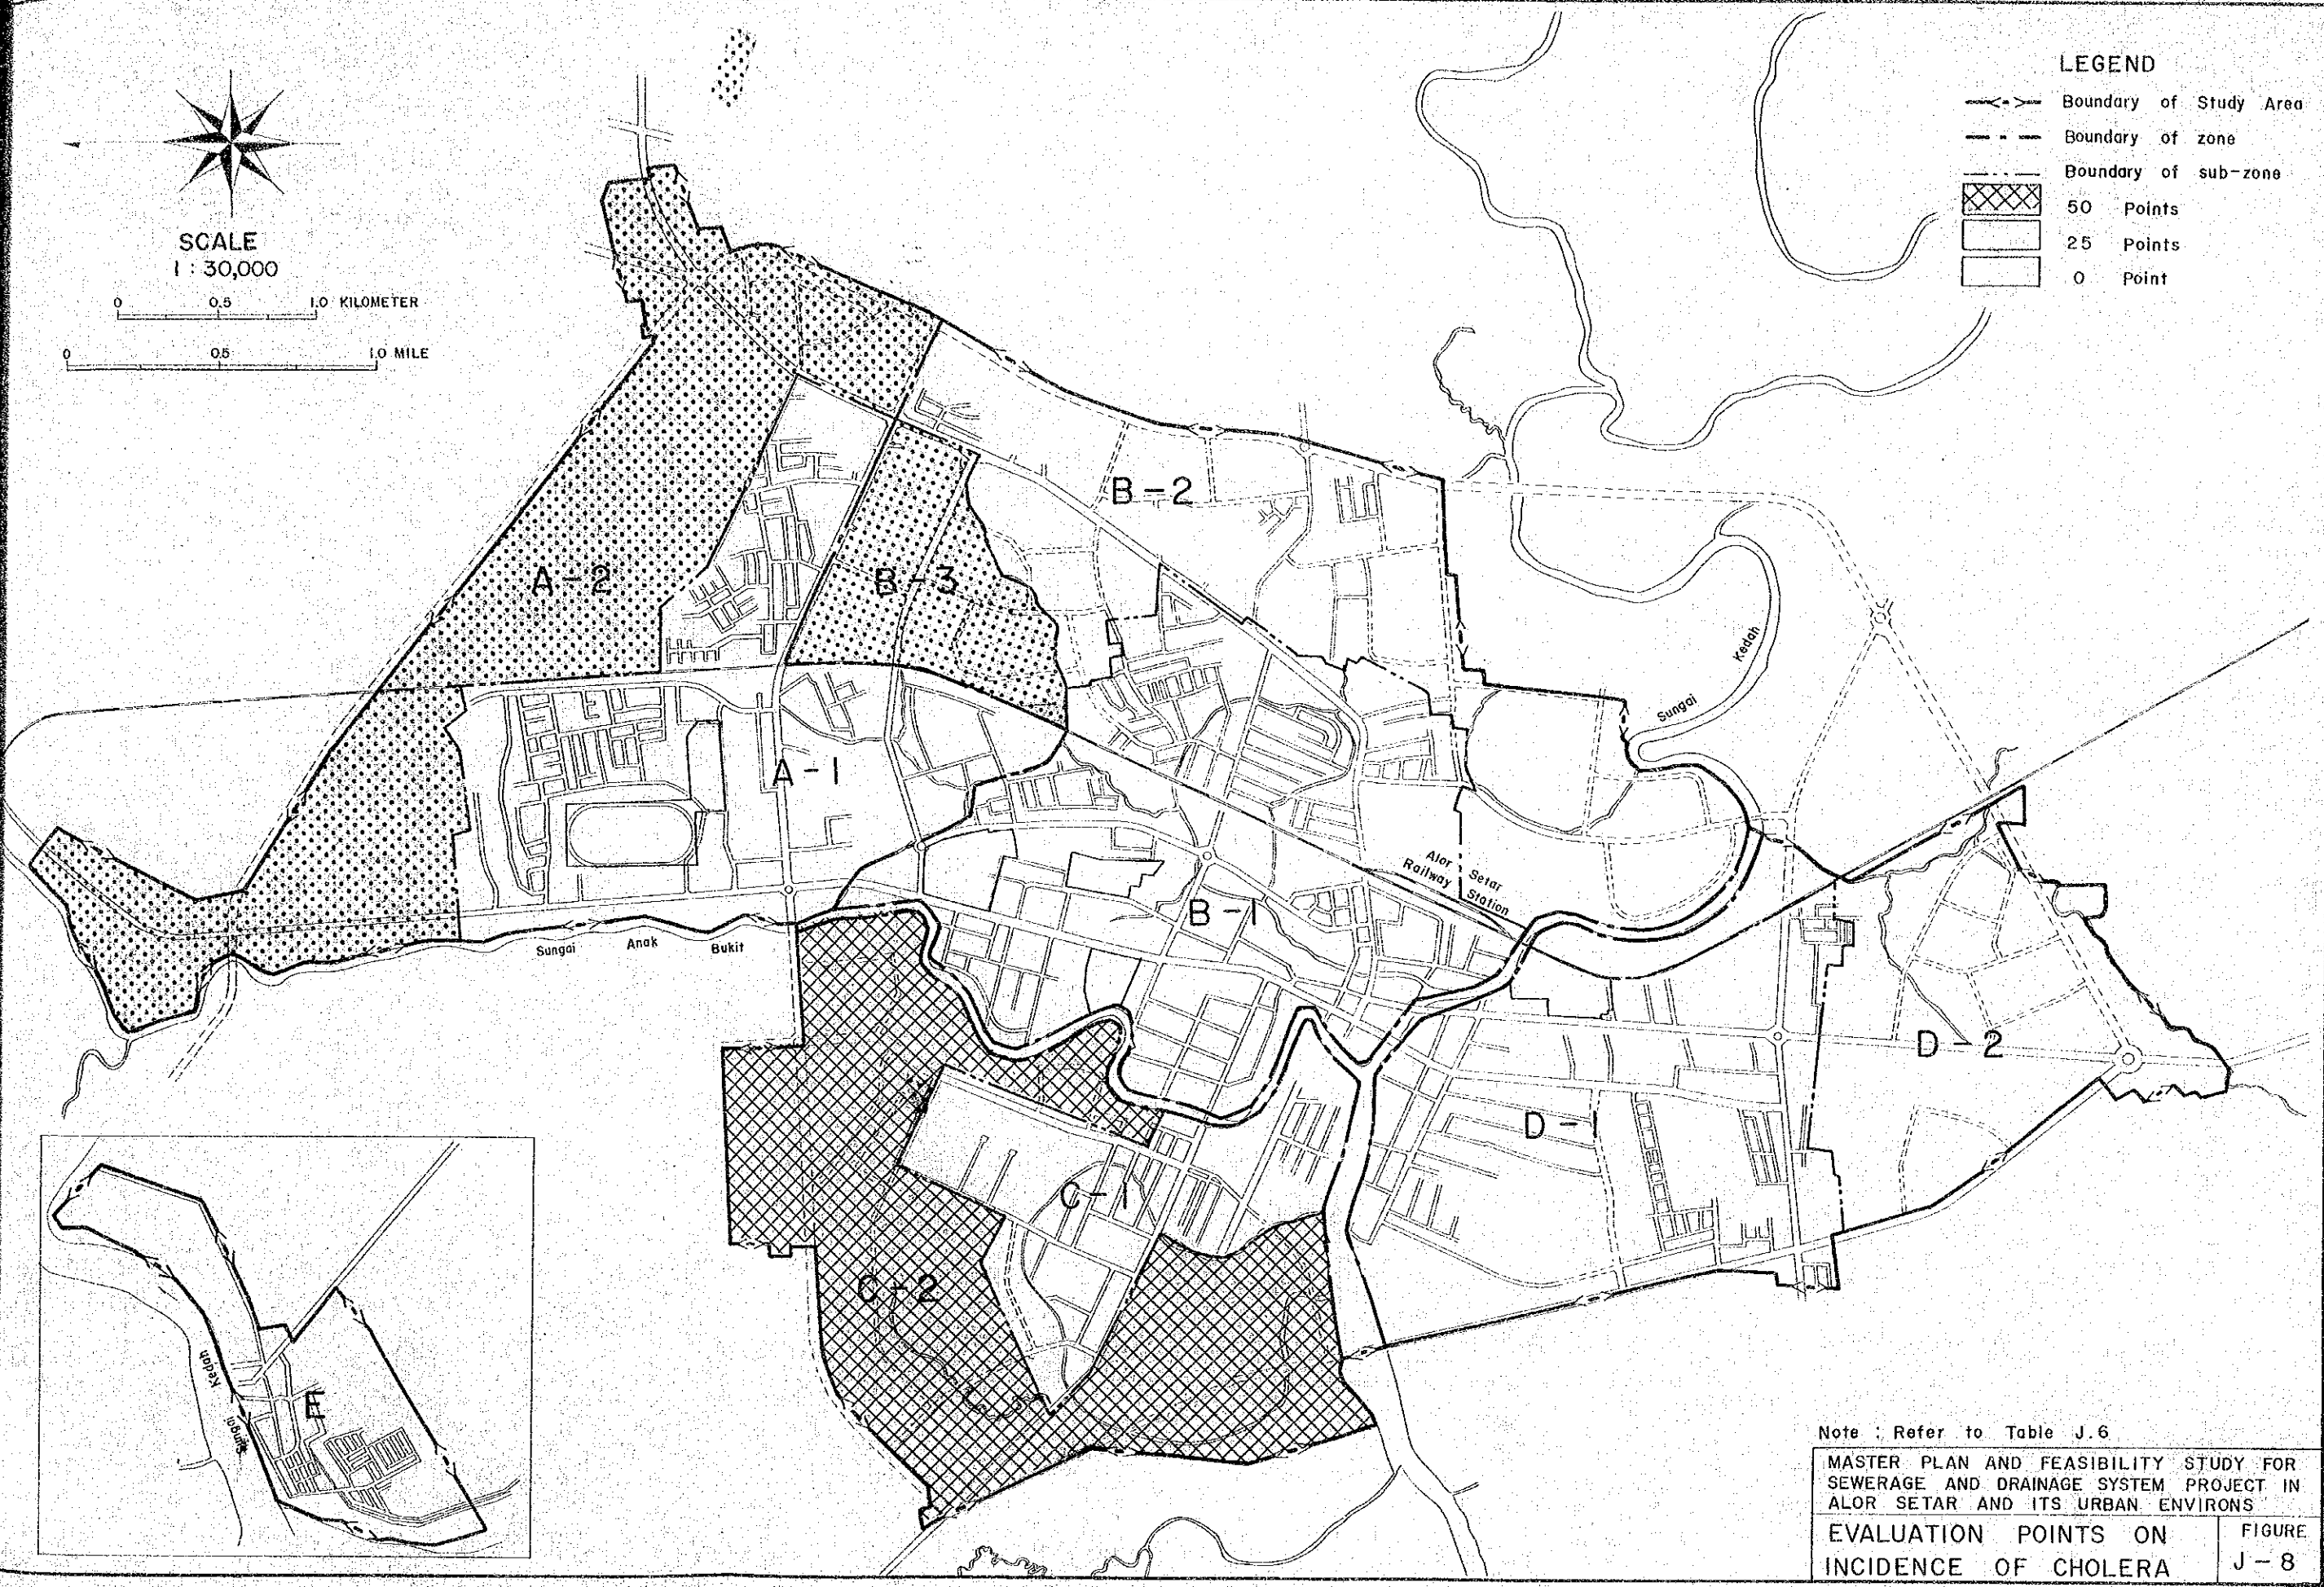 LEGEND
Boundary of Study Area
Boundary of zone
Boundary of sub-zone
50 Points
25 Points
0 Point
SCALE
1 : 30,000
0 0.5 1.0 KILOMETER
0 0.5 1.0 MILE
B-2
A-2
B-3
Kedah
Sungai
A-1
Alor Setar
Railway Station
B-1
Sungai Anak Bukit
D-2
D-1
C-1
C-2
Kedah
E
Sungai
Note : Refer to Table J.6
MASTER PLAN AND FEASIBILITY STUDY FOR
SEWERAGE AND DRAINAGE SYSTEM PROJECT IN
ALOR SETAR AND ITS URBAN ENVIRONS
EVALUATION POINTS ON
INCIDENCE OF CHOLERA
FIGURE
J-8